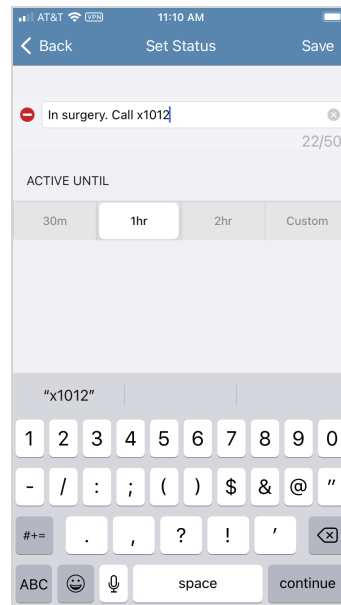 AT&T VPN 11:10 AM
Back Set Status Save
In surgery. Call x1012
22/50
ACTIVE UNTIL
30m 1hr 2hr Custom
“x1012”
1 2 3 4 5 6 7 8 9 0
- / : ; ( ) $ & @ "
#+= . , ? ! '
ABC space continue